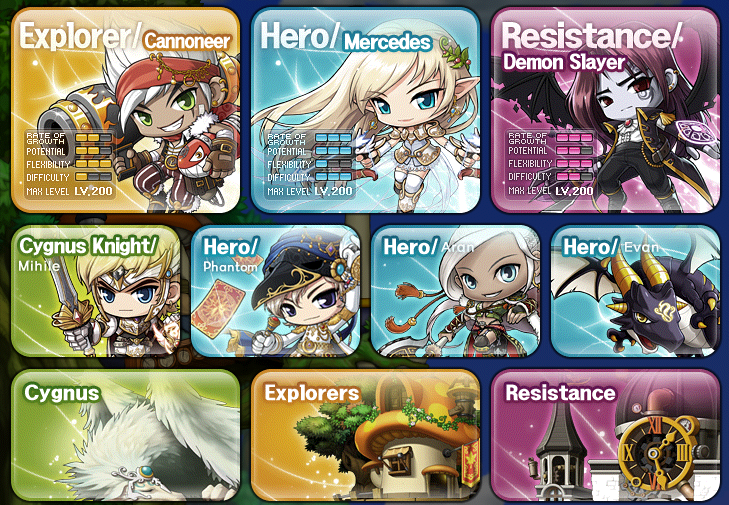 Explorer/Cannoneer
RATE OF
GROWTH
POTENTIAL
FLEXIBILITY
DIFFICULTY
MAX LEVEL LV,200
Hero/Mercedes
RATE OF
GROWTH
POTENTIAL
FLEXIBILITY
DIFFICULTY
MAX LEVEL LV,200
Resistance/
Demon Slayer
RATE OF
GROWTH
POTENTIAL
FLEXIBILITY
DIFFICULTY
MAX LEVEL LV,200
Cygnus Knight/
Mihile
Hero/
Phantom
Hero/ Aran
Hero/ Evan
Cygnus
Explorers
Resistance